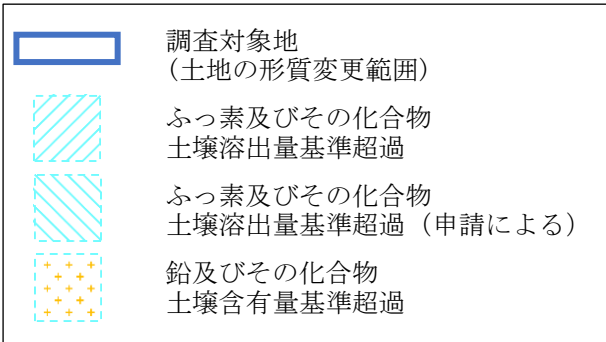 調査対象地
(土地の形質変更範囲)
ふっ素及びその化合物
土壌溶出量基準超過
ふっ素及びその化合物
土壌溶出量基準超過（申請による）
鉛及びその化合物
土壌含有量基準超過